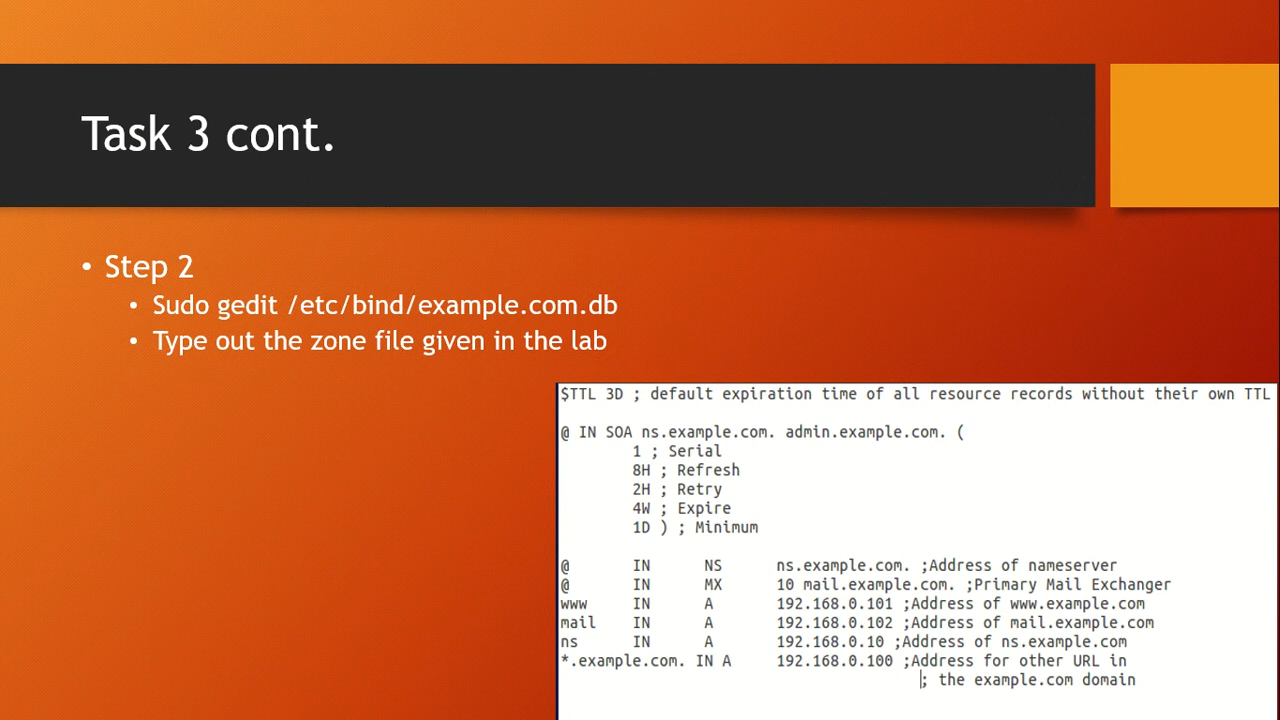 Task 3 cont.
• Step 2
• Sudo gedit /etc/bind/example.com.db
• Type out the zone file given in the lab
$TTL 3D ; default expiration time of all resource records without their own TTL
@ IN SOA ns.example.com. admin.example.com. (
1 ; Serial
8H ; Refresh
2H ; Retry
4W ; Expire
1D ) ; Minimum
@ IN NS ns.example.com. ;Address of nameserver
@ IN MX 10 mail.example.com. ;Primary Mail Exchanger
www IN A 192.168.0.101 ;Address of www.example.com
mail IN A 192.168.0.102 ;Address of mail.example.com
ns IN A 192.168.0.10 ;Address of ns.example.com
*.example.com. IN A 192.168.0.100 ;Address for other URL in
; the example.com domain